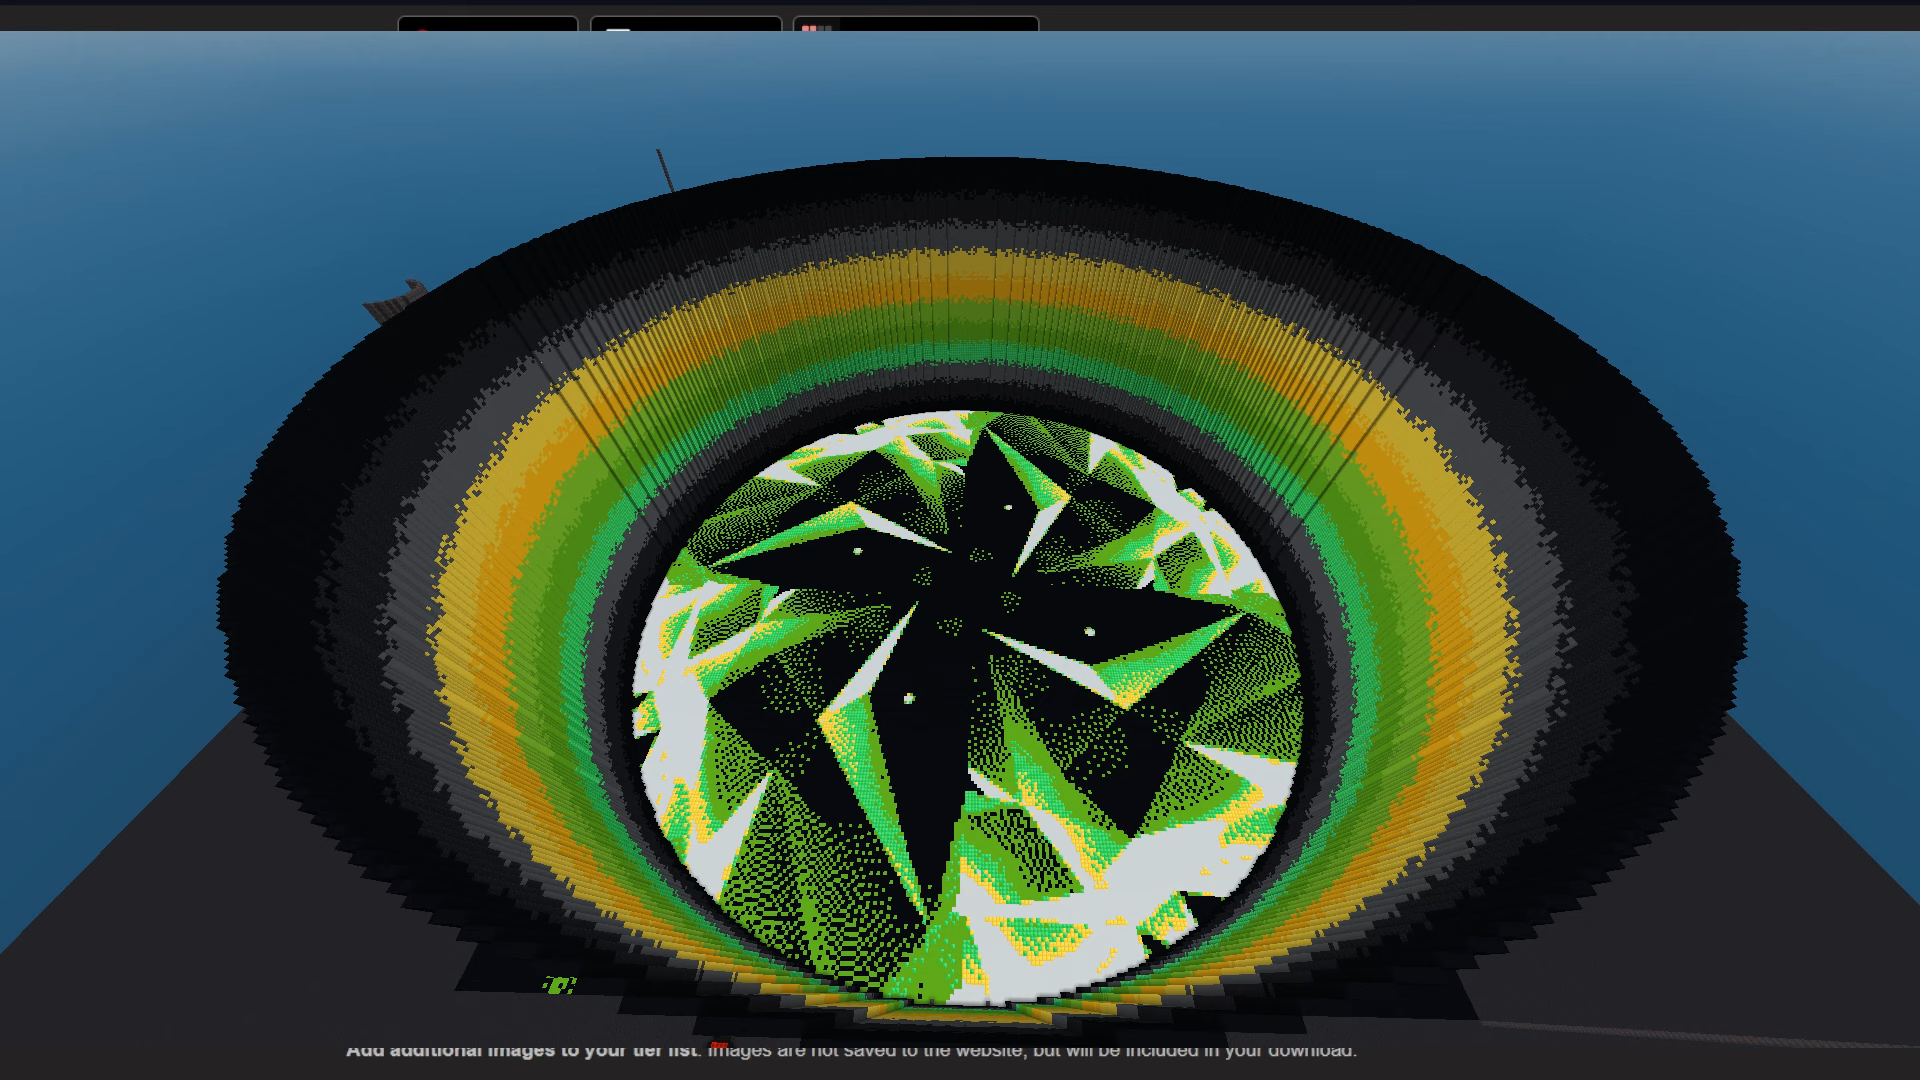 Add additional images to your tier list. Images are not saved to the website, but will be included in your download.